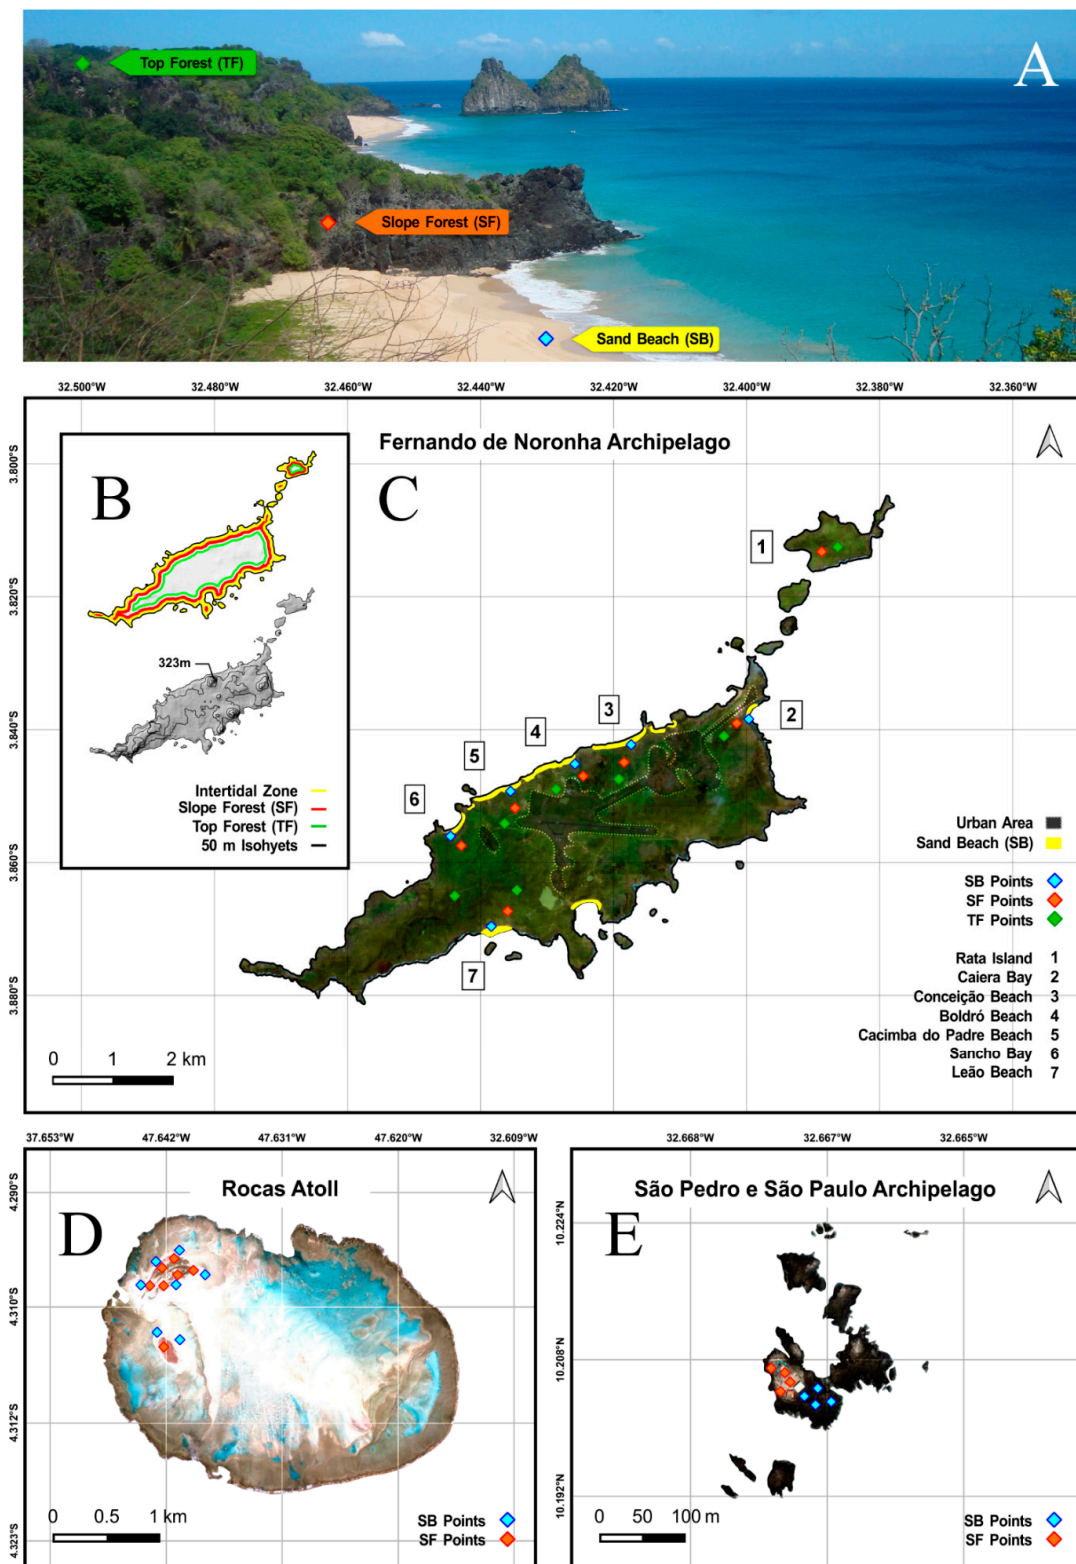 A
Top Forest (TF)
Slope Forest (SF)
Sand Beach (SB)
32.500°W 32.480°W 32.460°W 32.440°W 32.420°W 32.400°W 32.380°W 32.360°W
Fernando de Noronha Archipelago
B
C
3.800°S
3.820°S
3.840°S
3.860°S
3.880°S
323m
Intertidal Zone
Slope Forest (SF)
Top Forest (TF)
50 m Isohyets
1
2
3
4
5
6
7
Urban Area
Sand Beach (SB)
SB Points
SF Points
TF Points
Rata Island 1
Caiera Bay 2
Conceição Beach 3
Boldró Beach 4
Cacimba do Padre Beach 5
Sancho Bay 6
Leão Beach 7
0 1 2 km
37.653°W 47.642°W 47.631°W 47.620°W 32.609°W
Rocas Atoll
D
4.290°S
4.310°S
4.312°S
4.323°S
0 0.5 1 km
SB Points
SF Points
32.668°W 32.667°W 32.665°W
São Pedro e São Paulo Archipelago
E
10.224°N
10.208°N
10.192°N
0 50 100 m
SB Points
SF Points